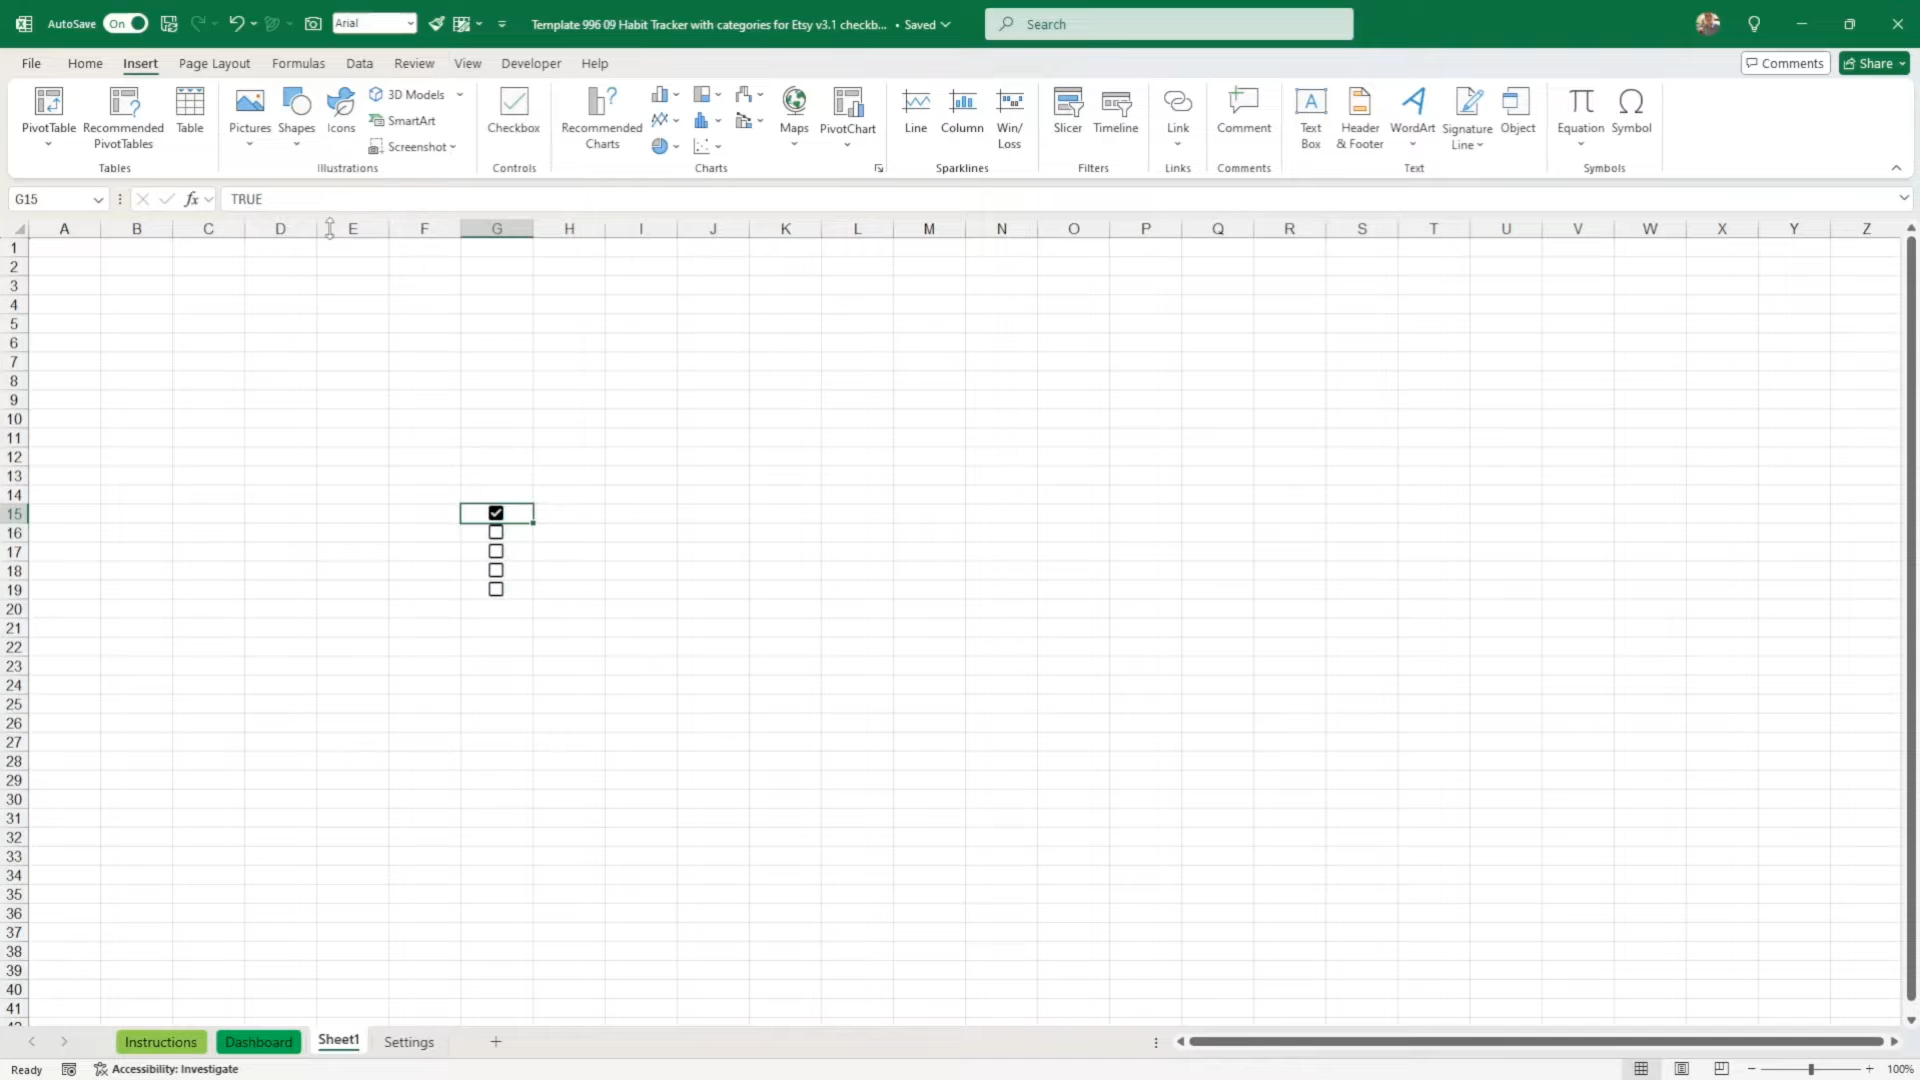 AutoSave On Arial Template 996 09 Habit Tracker with categories for Etsy v3.1 checkb... • Saved Search
File Home Insert Page Layout Formulas Data Review View Developer Help Comments Share
PivotTable Recommended PivotTables Table
Tables
Pictures Shapes Icons 3D Models SmartArt Screenshot
Illustrations
Checkbox
Controls
Recommended Charts Maps PivotChart
Charts
Line Column Win/Loss
Sparklines
Slicer Timeline
Filters
Link
Links
Comment
Comments
Text Box Header & Footer WordArt Signature Line Object
Text
Equation Symbol
Symbols
G15 fx TRUE
A B C D E F G H I J K L M N O P Q R S T U V W X Y Z
1
2
3
4
5
6
7
8
9
10
11
12
13
14
15
16
17
18
19
20
21
22
23
24
25
26
27
28
29
30
31
32
33
34
35
36
37
38
39
40
41
Instructions Dashboard Sheet1 Settings +
Ready Accessibility: Investigate 100%